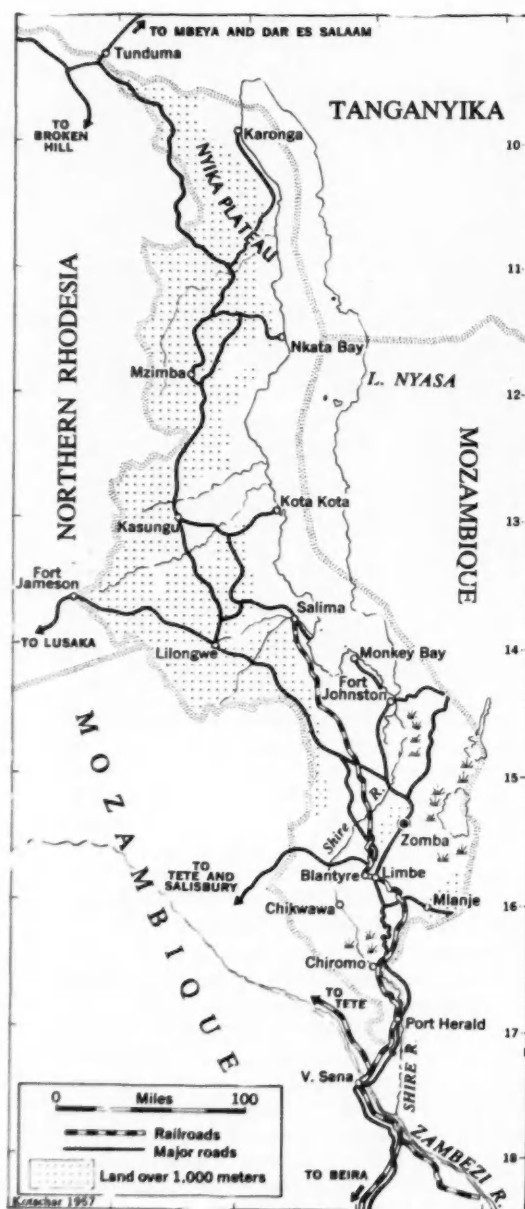 TO MBEYA AND DAR ES SALAAM
Tunduma
TO
BROKEN
HILL
TANGANYIKA
Karonga
10
NYIKA PLATEAU
11
NORTHERN RHODESIA
Nkata Bay
Mzimba
L. NYASA
12
MOZAMBIQUE
Kota Kota
Kasungu
13
Fort
Jameson
Salima
TO LUSAKA
Lilongwe
Monkey Bay
14
Fort
Johnston
MOZAMBIQUE
15
Shire R.
Zomba
TO
TETE AND
SALISBURY
Blantyre
Limbe
Chikwawa
Mlanje
16
Chiromo
TO
TETE
Port Herald
17
V. Sena
SHIRE R.
0 Miles 100
Railroads
Major roads
Land over 1,000 meters
ZAMBEZI R.
18
TO BEIRA
Kotschar 1957